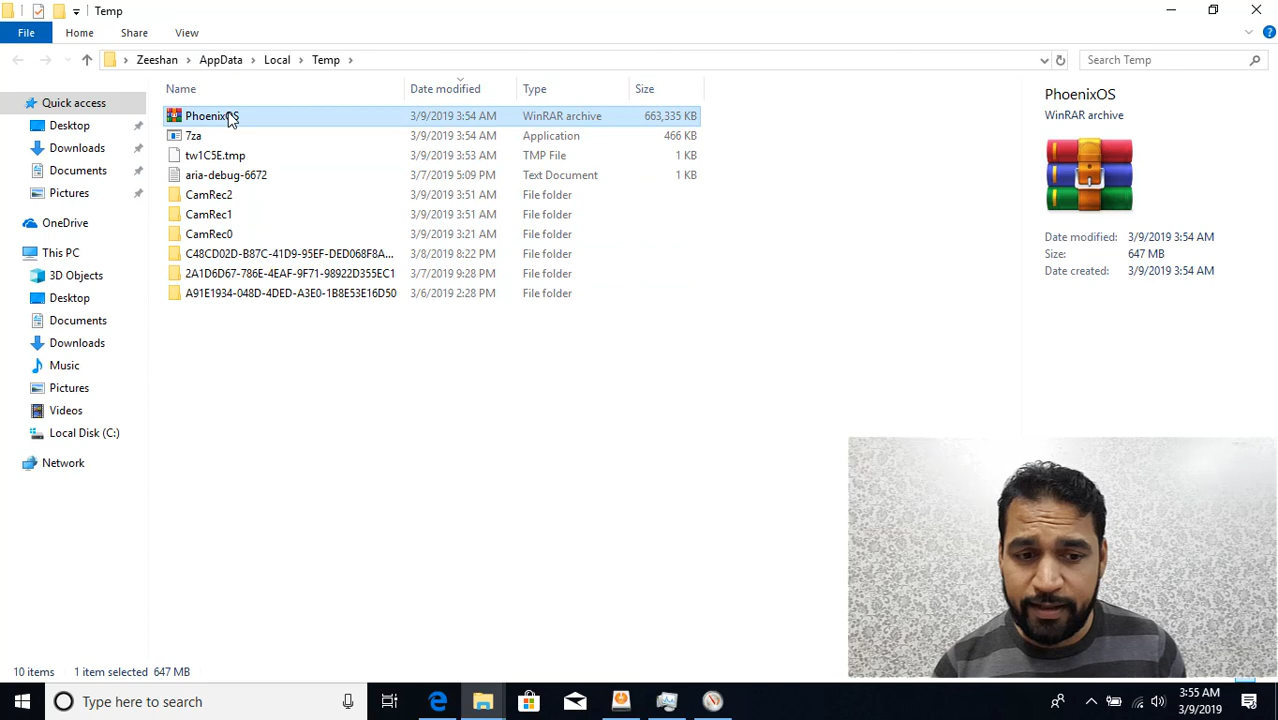 Temp
File Home Share View
Zeeshan AppData Local Temp
Search Temp
Name Date modified Type Size
Quick access
Desktop
Downloads
Documents
Pictures
OneDrive
This PC
3D Objects
Desktop
Documents
Downloads
Music
Pictures
Videos
Local Disk (C:)
Network
PhoenixOS 3/9/2019 3:54 AM WinRAR archive 663,335 KB
7za 3/9/2019 3:54 AM Application 466 KB
tw1C5E.tmp 3/9/2019 3:53 AM TMP File 1 KB
aria-debug-6672 3/7/2019 5:09 PM Text Document 1 KB
CamRec2 3/9/2019 3:51 AM File folder
CamRec1 3/9/2019 3:51 AM File folder
CamRec0 3/9/2019 3:21 AM File folder
C48CD02D-B87C-41D9-95EF-DED068F8A... 3/8/2019 8:22 PM File folder
2A1D6D67-786E-4EAF-9F71-98922D355EC1 3/7/2019 9:28 PM File folder
A91E1934-048D-4DED-A3E0-1B8E53E16D50 3/6/2019 2:28 PM File folder
PhoenixOS
WinRAR archive
Date modified: 3/9/2019 3:54 AM
Size: 647 MB
Date created: 3/9/2019 3:54 AM
10 items 1 item selected 647 MB
Type here to search
3:55 AM
3/9/2019